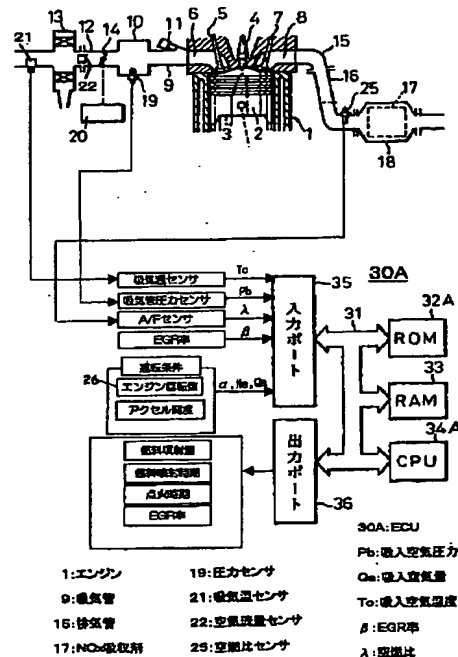 13
12
14
10
11
5
4
7
8
6
15
16
21
22
19
9
3
2
1
25
17
18
20
吸気温センサ
To
吸気管圧力センサ
Pb
A/Fセンサ
λ
EGR率
β
運転条件
26
エンジン回転数
アクセル開度
α,Ne,Qa
入力ポート
35
30A
31
32A
ROM
33
RAM
34A
CPU
燃料噴射量
燃料噴射時期
点火時期
EGR率
出力ポート
36
30A:ECU
1:エンジン
19:圧力センサ
Pb:吸入空気圧力
9:吸気管
21:吸気温センサ
Qa:吸入空気量
15:排気管
22:空気流量センサ
To:吸入空気温度
17:NOx吸収剤
25:空燃比センサ
β:EGR率
λ:空燃比